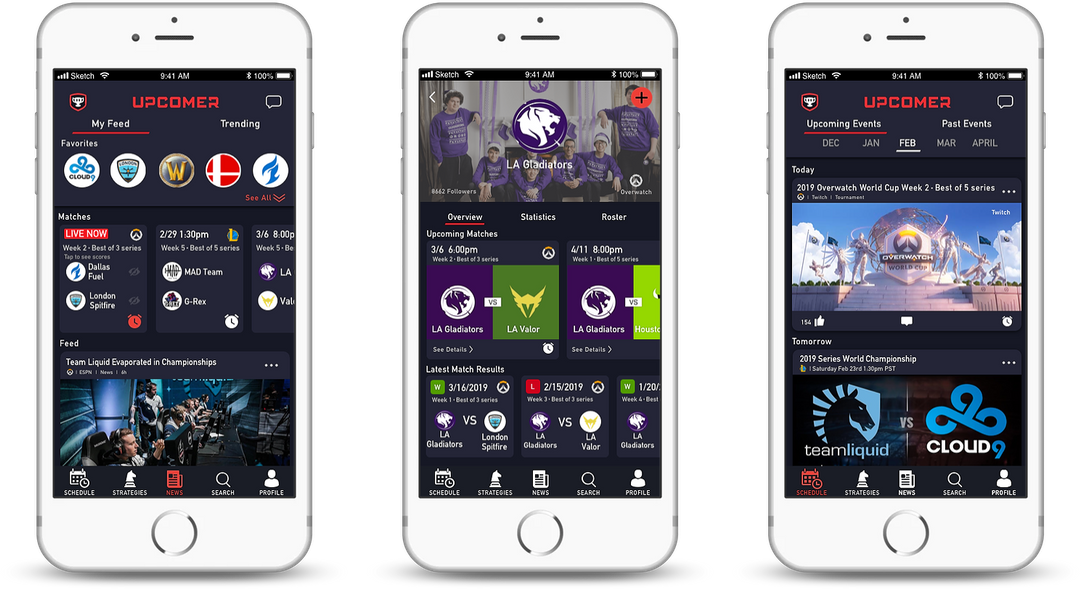 Sketch 9:41 AM 100%
UPCOMER
My Feed Trending
Favorites
CLOUD9 LONDON
See All
Matches
LIVE NOW
Week 2 · Best of 3 series
Tap to see scores
Dallas
Fuel
London
Spitfire
2/29 1:30pm
Week 5 · Best of 5 series
MAD Team
G-Rex
3/6 8:00p
Week 5 · Be
LA
Val
Feed
Team Liquid Evaporated in Championships
ESPN | News | 6h
SCHEDULE STRATEGIES NEWS SEARCH PROFILE
Sketch 9:41 AM 100%
LA Gladiators
8662 Followers
Overwatch
Overview Statistics Roster
Upcoming Matches
3/6 6:00pm
Week 2 · Best of 3 series
LA Gladiators VS LA Valor
See Details >
4/11 8:00pm
Week 1 · Best of 5 series
LA Gladiators VS Houst
See Details >
Latest Match Results
W 3/16/2019
Week 1 · Best of 3 series
VS
LA
Gladiators
London
Spitfire
L 2/15/2019
Week 3 · Best of 3 series
VS
LA
Gladiators
LA
Valor
W 1/20/
Week 4 · Best
LA
Gladiators
SCHEDULE STRATEGIES NEWS SEARCH PROFILE
Sketch 9:41 AM 100%
UPCOMER
Upcoming Events Past Events
DEC JAN FEB MAR APRIL
Today
2019 Overwatch World Cup Week 2 · Best of 5 series
| Twitch | Tournament
Twitch
OVERWATCH
WORLD CUP
154
Tomorrow
2019 Series World Championship
| Saturday Feb 23rd 1:30pm PST
teamliquid VS CLOUD9
SCHEDULE STRATEGIES NEWS SEARCH PROFILE